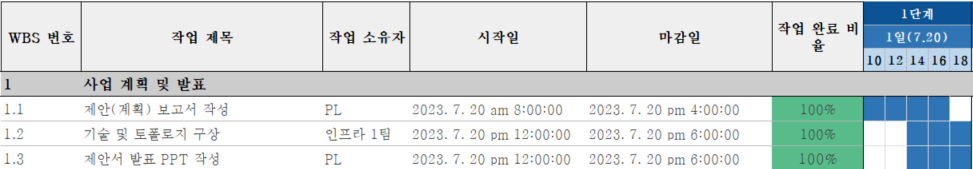 WBS 번호 작업 제목 작업 소유자 시작일 마감일 작업 완료 비율 1단계
1일(7.20)
10 12 14 16 18
1 사업 계획 및 발표
1.1 제안(계획) 보고서 작성 PL 2023. 7. 20 am 8:00:00 2023. 7. 20 pm 4:00:00 100%
1.2 기술 및 토폴로지 구상 인프라 1팀 2023. 7. 20 pm 12:00:00 2023. 7. 20 pm 6:00:00 100%
1.3 제안서 발표 PPT 작성 PL 2023. 7. 20 pm 12:00:00 2023. 7. 20 pm 6:00:00 100%